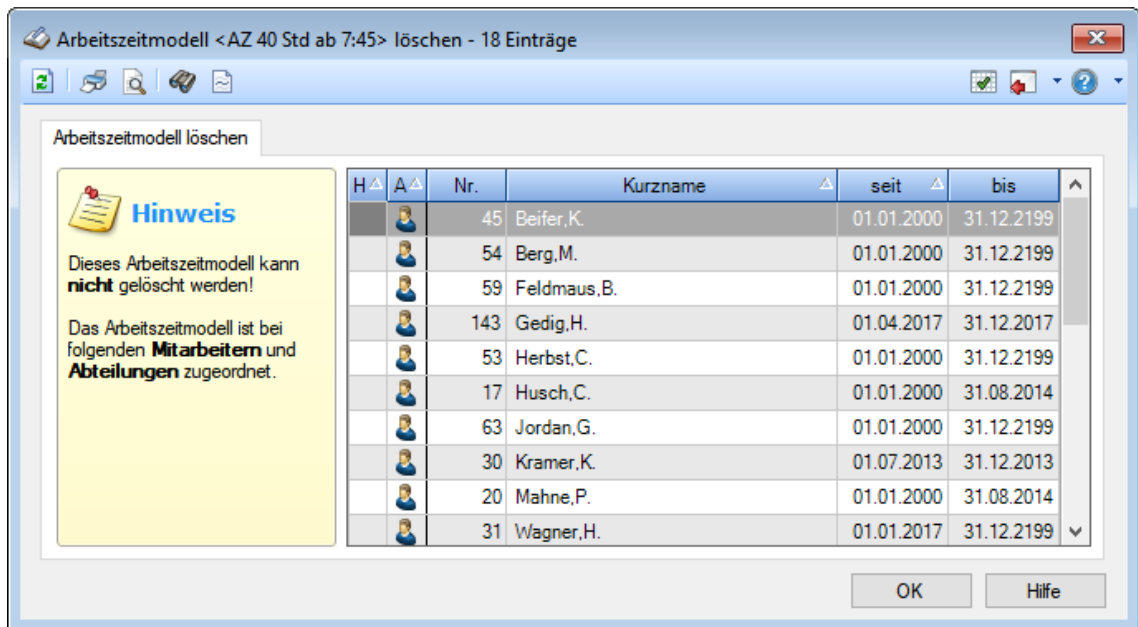 Arbeitszeitmodell <AZ 40 Std ab 7:45> löschen - 18 Einträge
Arbeitszeitmodell löschen
Hinweis
Dieses Arbeitszeitmodell kann
nicht gelöscht werden!
Das Arbeitszeitmodell ist bei
folgenden Mitarbeitern und
Abteilungen zugeordnet.
H A Nr. Kurzname seit bis
45 Beifer,K. 01.01.2000 31.12.2199
54 Berg,M. 01.01.2000 31.12.2199
59 Feldmaus,B. 01.01.2000 31.12.2199
143 Gedig,H. 01.04.2017 31.12.2017
53 Herbst,C. 01.01.2000 31.12.2199
17 Husch,C. 01.01.2000 31.08.2014
63 Jordan,G. 01.01.2000 31.12.2199
30 Kramer,K. 01.07.2013 31.12.2013
20 Mahne,P. 01.01.2000 31.08.2014
31 Wagner,H. 01.01.2017 31.12.2199
OK Hilfe